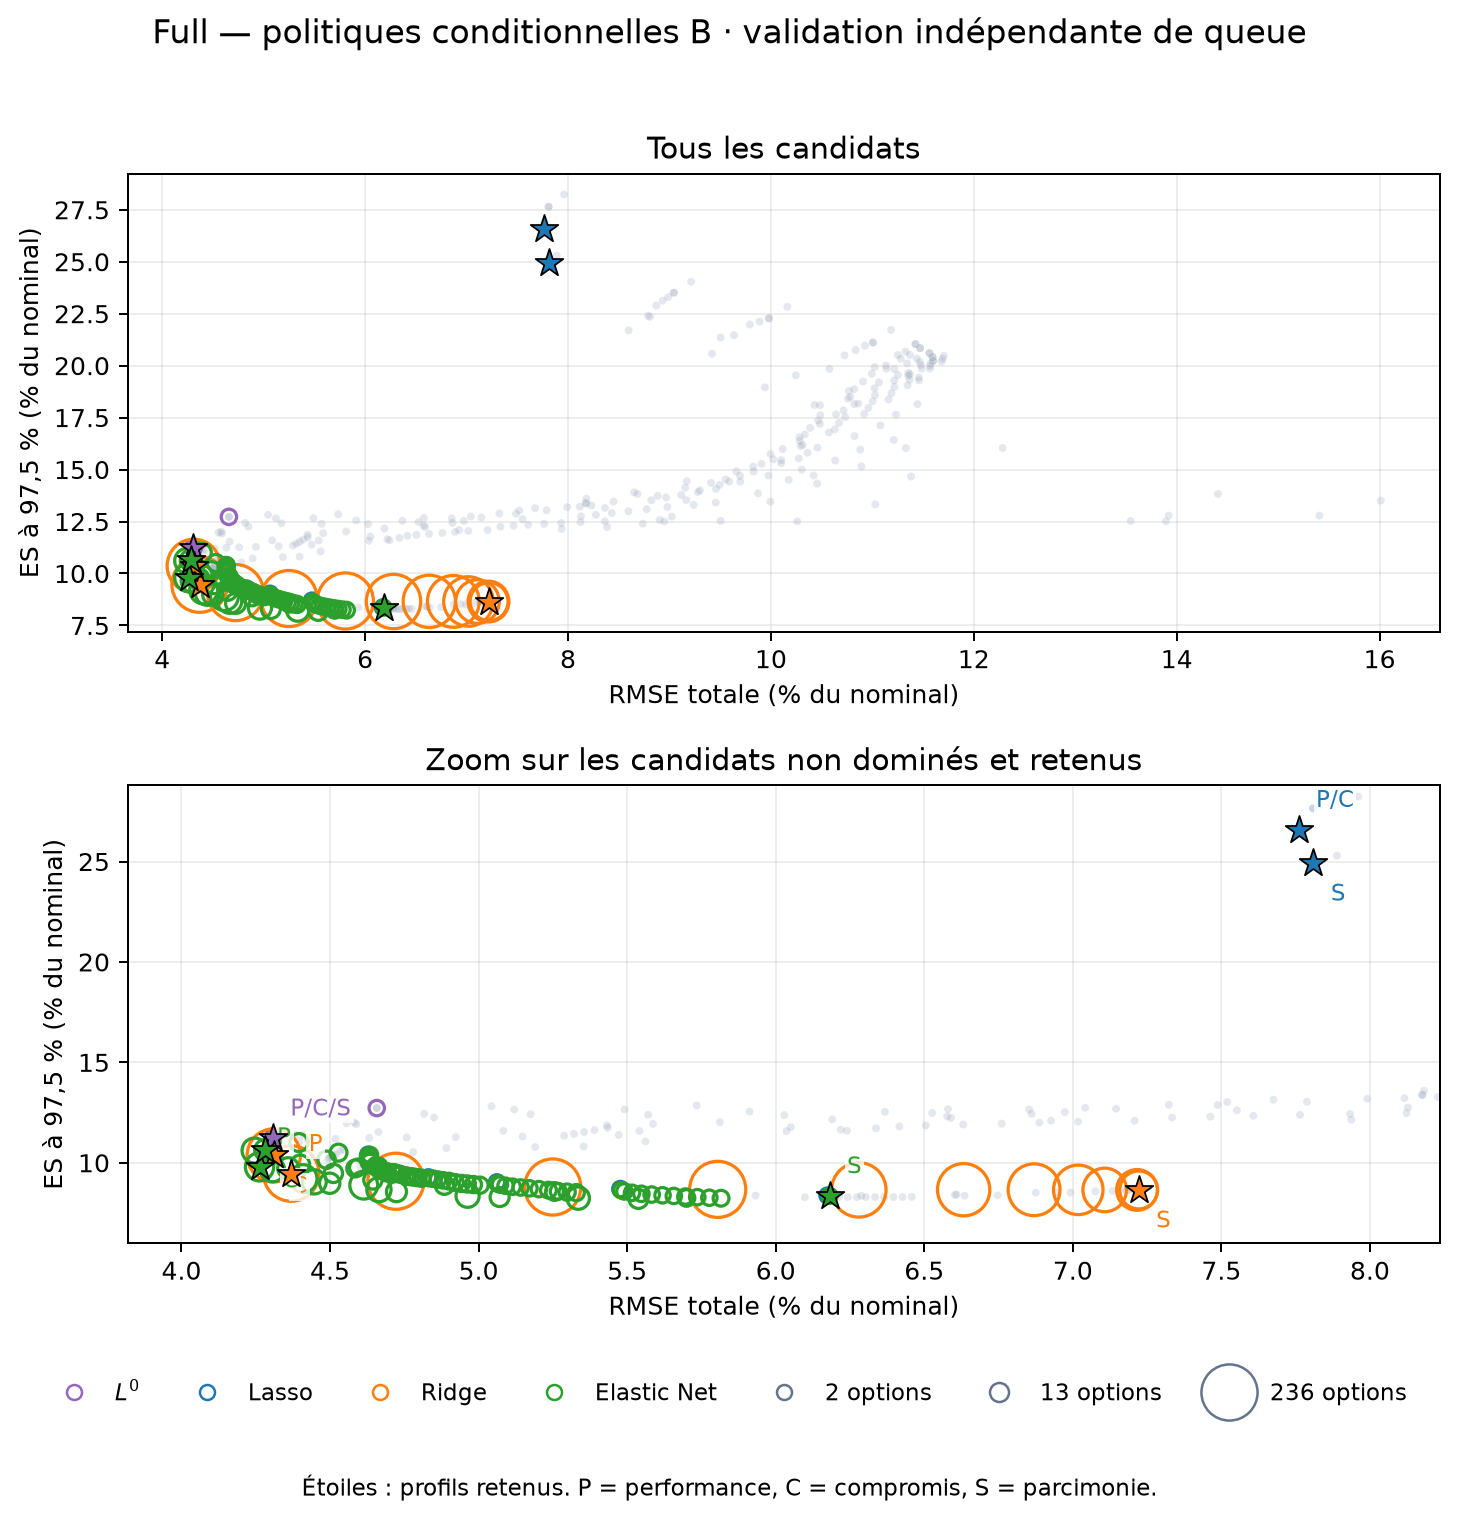 Full — politiques conditionnelles B · validation indépendante de queue
Tous les candidats
ES à 97,5 % (% du nominal)
27.5
25.0
22.5
20.0
17.5
15.0
12.5
10.0
7.5
4 6 8 10 12 14 16
RMSE totale (% du nominal)
Zoom sur les candidats non dominés et retenus
ES à 97,5 % (% du nominal)
25
20
15
10
P/C
S
P/C/S
P
S
S
4.0 4.5 5.0 5.5 6.0 6.5 7.0 7.5 8.0
RMSE totale (% du nominal)
L⁰ Lasso Ridge Elastic Net 2 options 13 options 236 options
Étoiles : profils retenus. P = performance, C = compromis, S = parcimonie.